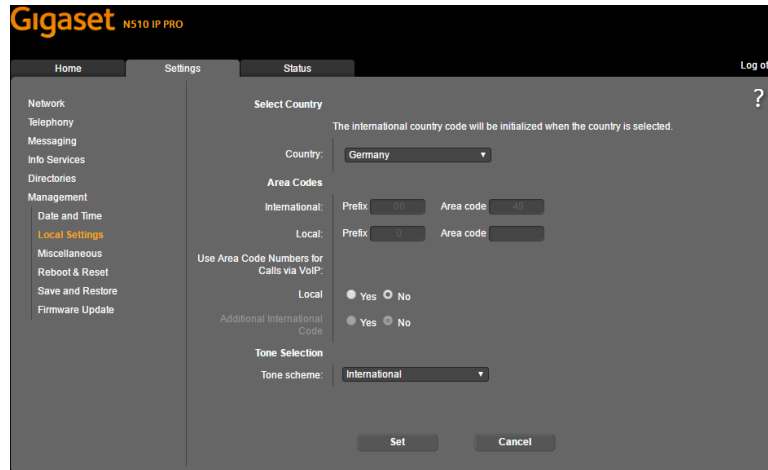 Gigaset N510 IP PRO
Home Settings Status Log of
?
Network
Telephony
Messaging
Info Services
Directories
Management
Date and Time
Local Settings
Miscellaneous
Reboot & Reset
Save and Restore
Firmware Update
Select Country
The international country code will be initialized when the country is selected.
Country: Germany
Area Codes
International: Prefix 00 Area code 49
Local: Prefix 0 Area code
Use Area Code Numbers for
Calls via VoIP:
Local Yes No
Additional International
Code
Yes No
Tone Selection
Tone scheme: International
Set Cancel